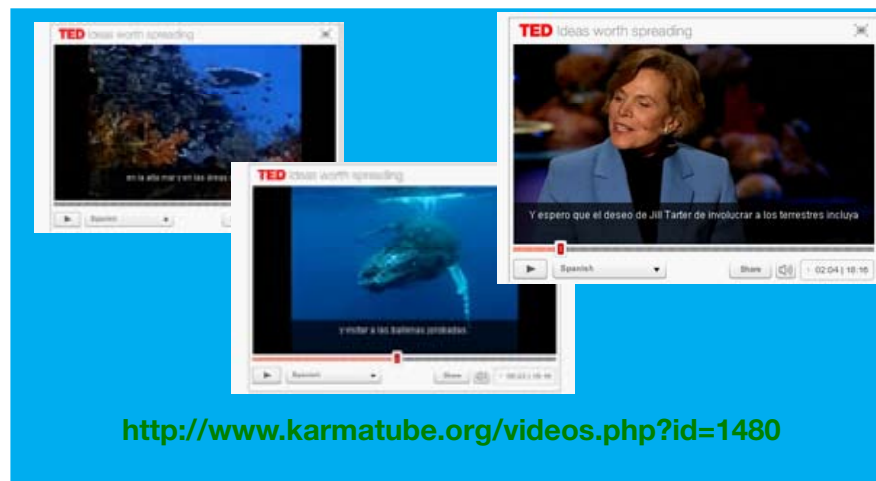 TED Ideas worth spreading
en la alta mar y en las áreas
Spanish
TED Ideas worth spreading
y visitar a las ballenas jorobadas.
Spanish
Share
TED Ideas worth spreading
Y espero que el deseo de Jill Tarter de involucrar a los terrestres incluya
Spanish
Share
02:04 | 18:16
http://www.karmatube.org/videos.php?id=1480